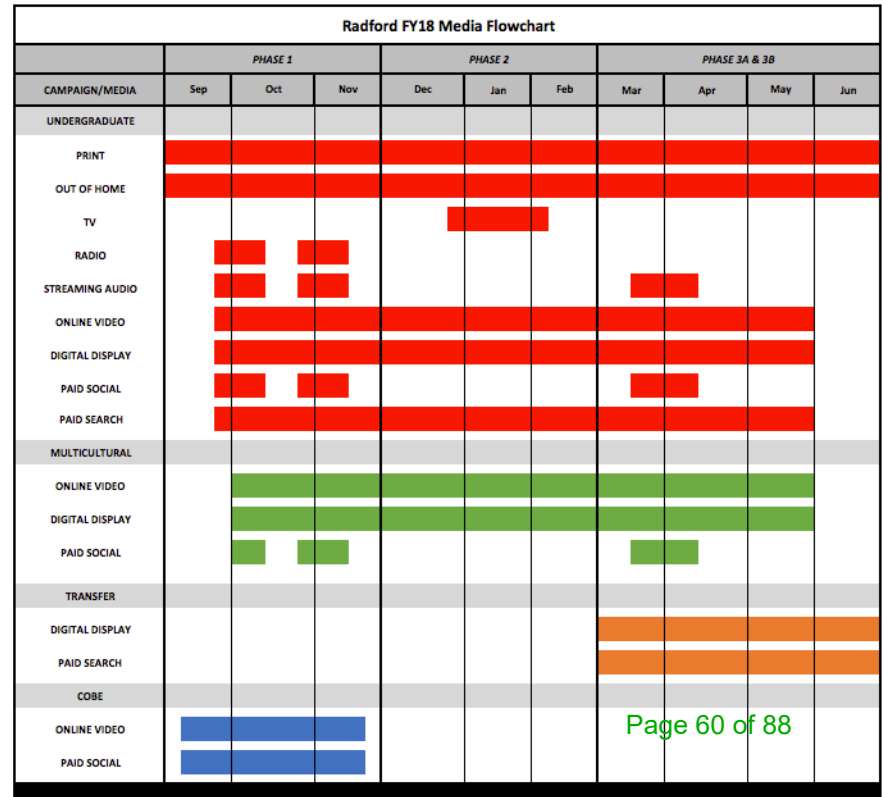 Radford FY18 Media Flowchart
PHASE 1 PHASE 2 PHASE 3A & 3B
CAMPAIGN/MEDIA Sep Oct Nov Dec Jan Feb Mar Apr May Jun
UNDERGRADUATE
PRINT
OUT OF HOME
TV
RADIO
STREAMING AUDIO
ONLINE VIDEO
DIGITAL DISPLAY
PAID SOCIAL
PAID SEARCH
MULTICULTURAL
ONLINE VIDEO
DIGITAL DISPLAY
PAID SOCIAL
TRANSFER
DIGITAL DISPLAY
PAID SEARCH
COBE
ONLINE VIDEO Page 60 of 88
PAID SOCIAL